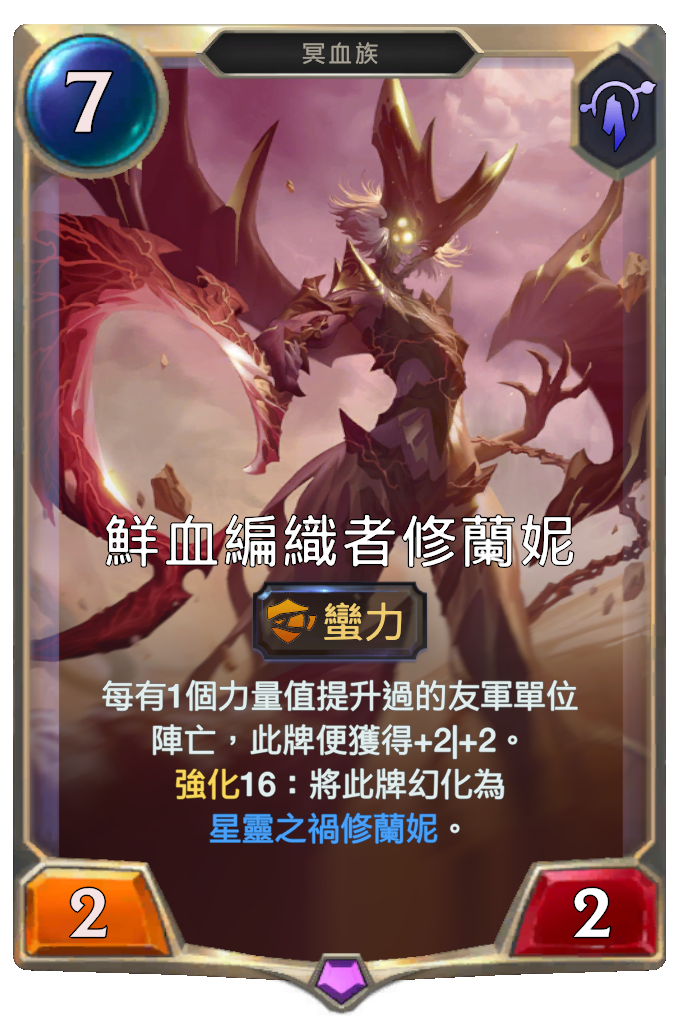 冥血族
7
鮮血編織者修蘭妮
蠻力
每有1個力量值提升過的友軍單位
陣亡，此牌便獲得+2|+2。
強化16：將此牌幻化為
星靈之禍修蘭妮。
2
2